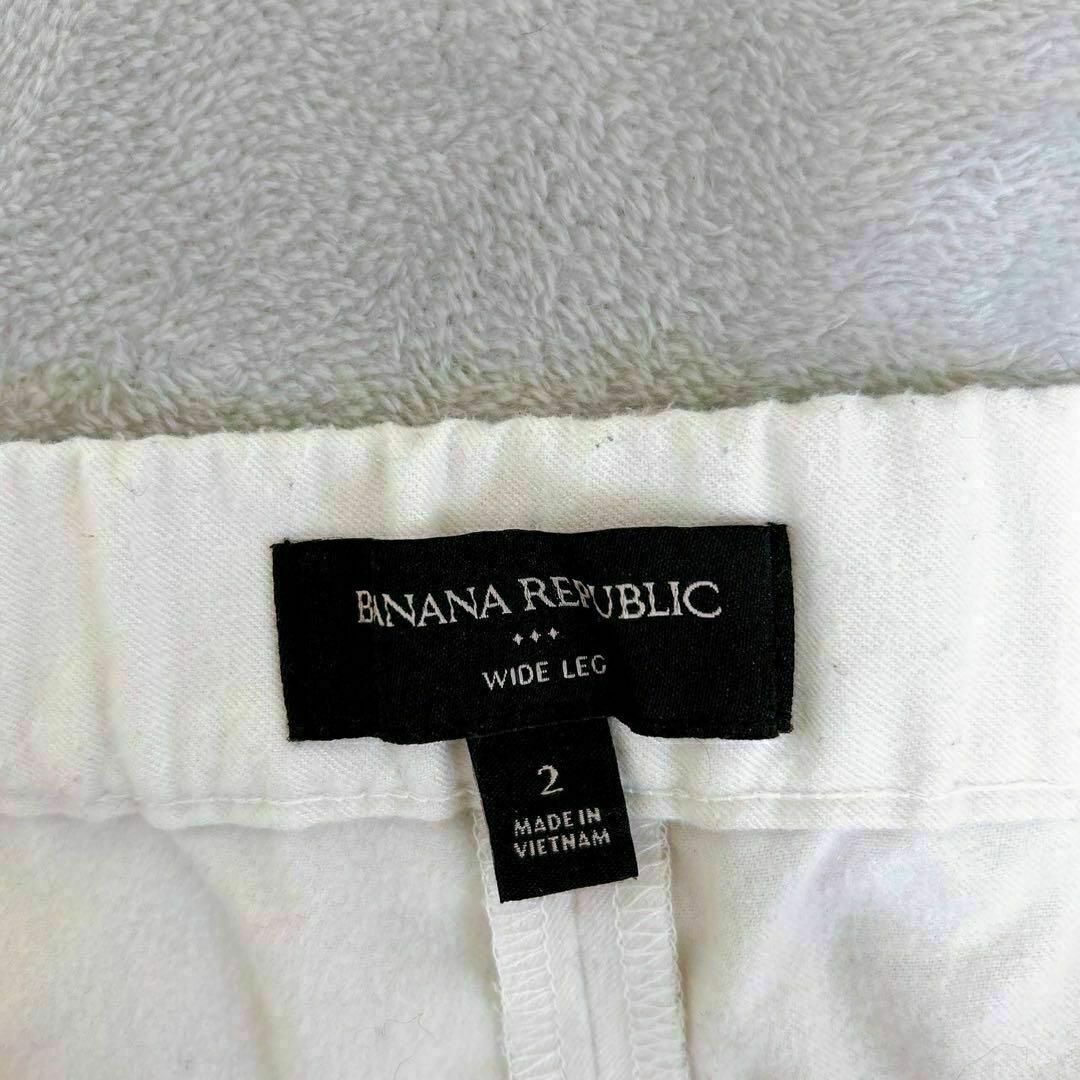 BANANA REPUBLIC
WIDE LEG
2
MADE IN
VIETNAM